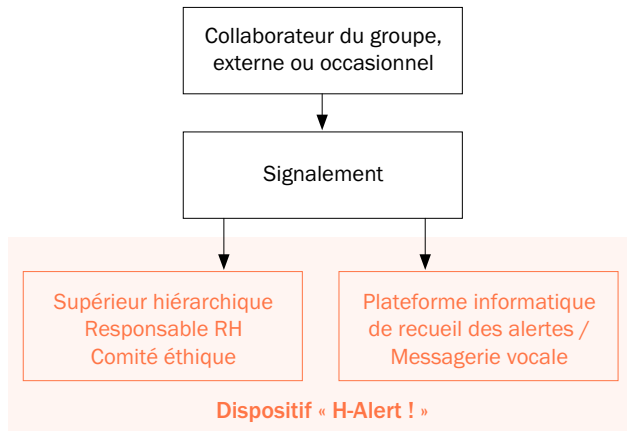 Collaborateur du groupe,
externe ou occasionnel
Signalement
Supérieur hiérarchique
Responsable RH
Comité éthique
Plateforme informatique
de recueil des alertes /
Messagerie vocale
Dispositif « H-Alert ! »